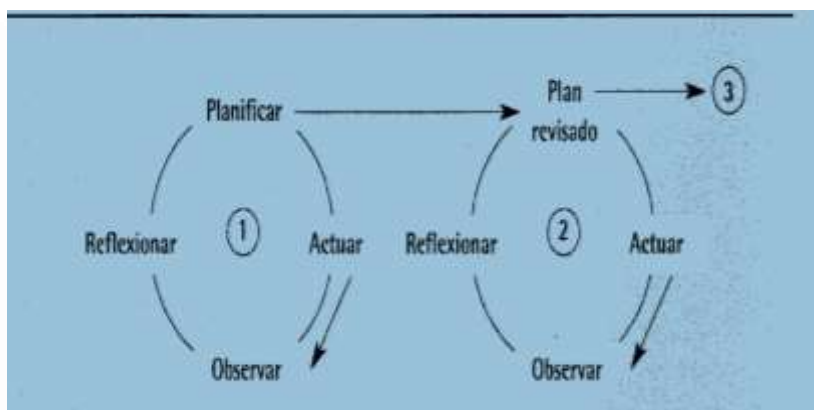 Planificar
Plan
revisado
3
Reflexionar
1
Actuar
Reflexionar
2
Actuar
Observar
Observar